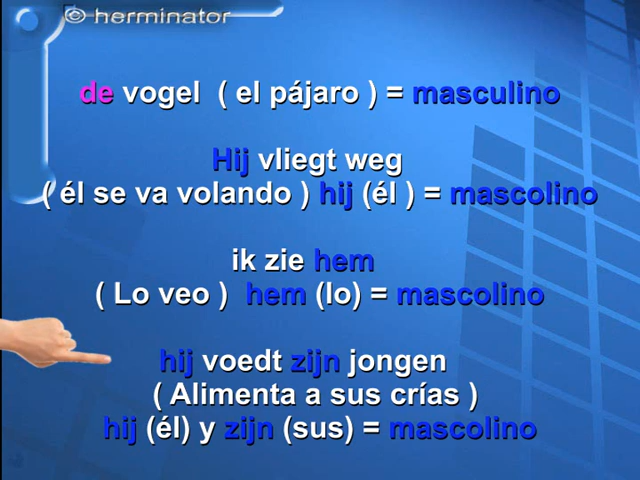 © herminator
de vogel ( el pájaro ) = masculino
Hij vliegt weg
( él se va volando ) hij (él ) = mascolino
ik zie hem
( Lo veo ) hem (lo) = mascolino
hij voedt zijn jongen
( Alimenta a sus crías )
hij (él) y zijn (sus) = mascolino